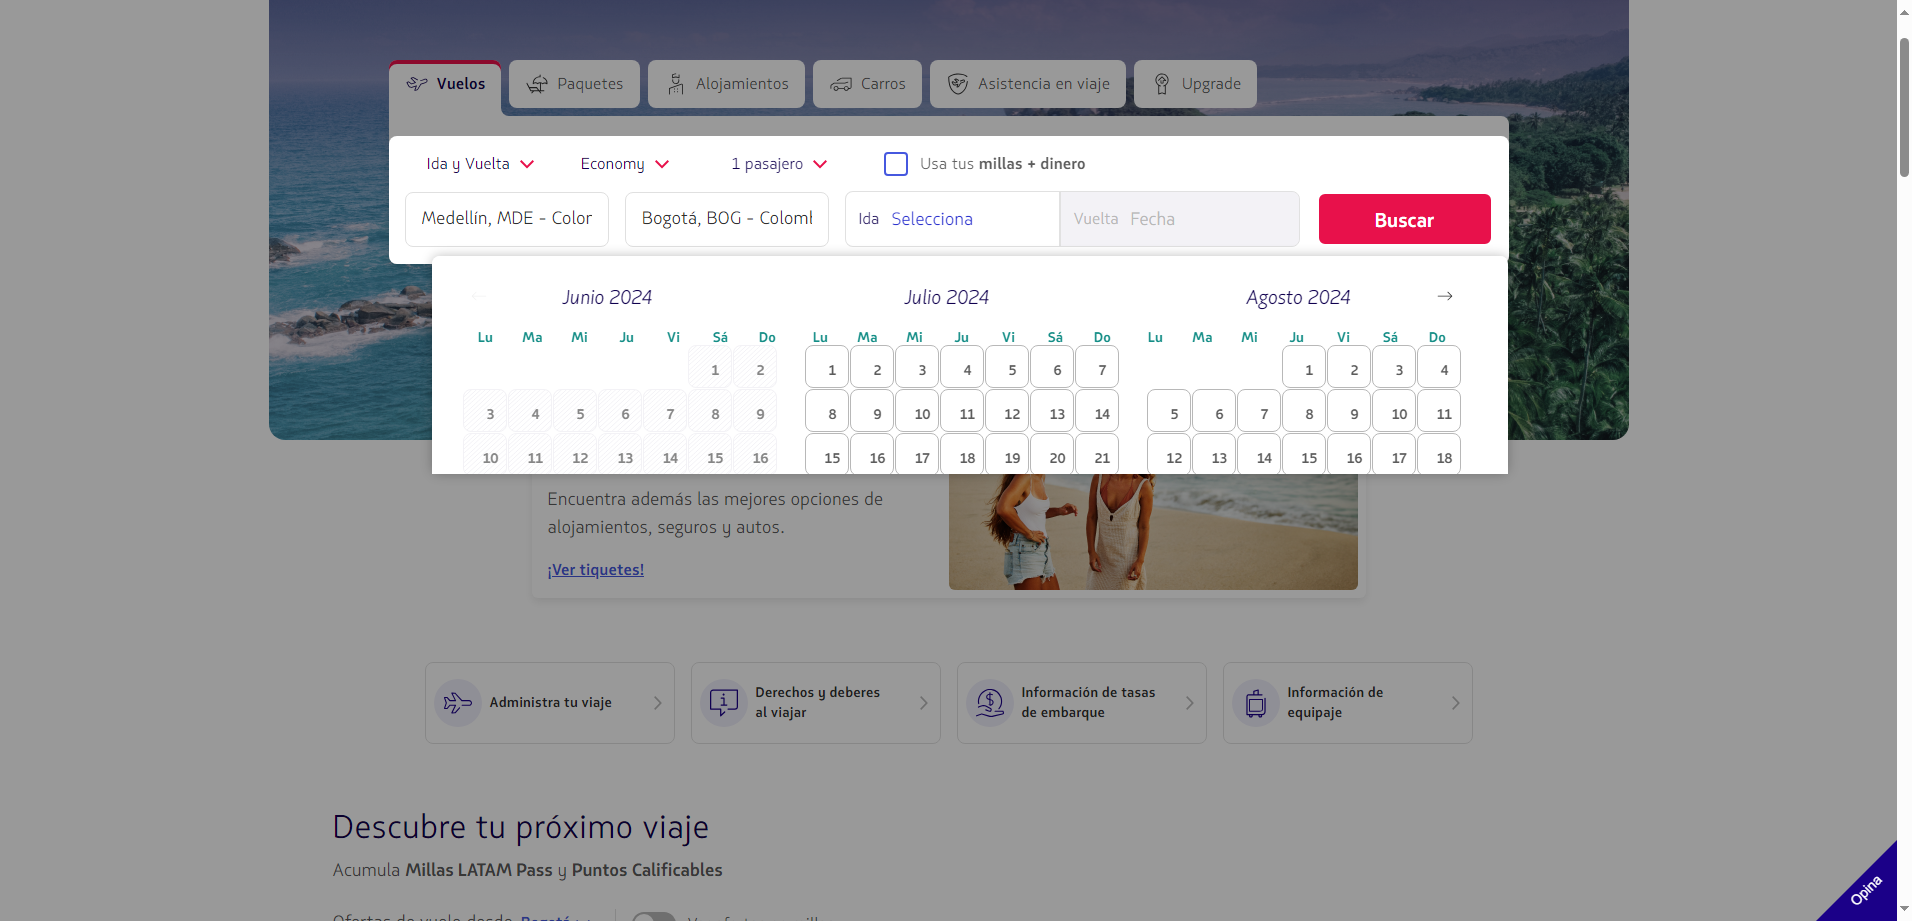 Vuelos
Paquetes
Alojamientos
Carros
Asistencia en viaje
Upgrade
Ida y Vuelta
Economy
1 pasajero
Usa tus millas + dinero
Medellín, MDE - Color
Bogotá, BOG - Colom
Ida Selecciona
Vuelta Fecha
Buscar
Junio 2024
Lu Ma Mi Ju Vi Sá Do
1 2
3 4 5 6 7 8 9
10 11 12 13 14 15 16
Julio 2024
Lu Ma Mi Ju Vi Sá Do
1 2 3 4 5 6 7
8 9 10 11 12 13 14
15 16 17 18 19 20 21
Agosto 2024
Lu Ma Mi Ju Vi Sá Do
1 2 3 4
5 6 7 8 9 10 11
12 13 14 15 16 17 18
Encuentra además las mejores opciones de
alojamientos, seguros y autos.
¡Ver tiquetes!
Administra tu viaje
Derechos y deberes
al viajar
Información de tasas
de embarque
Información de
equipaje
Descubre tu próximo viaje
Acumula Millas LATAM Pass y Puntos Calificables
Ofertas de vuelo desde Bogotá
Opina